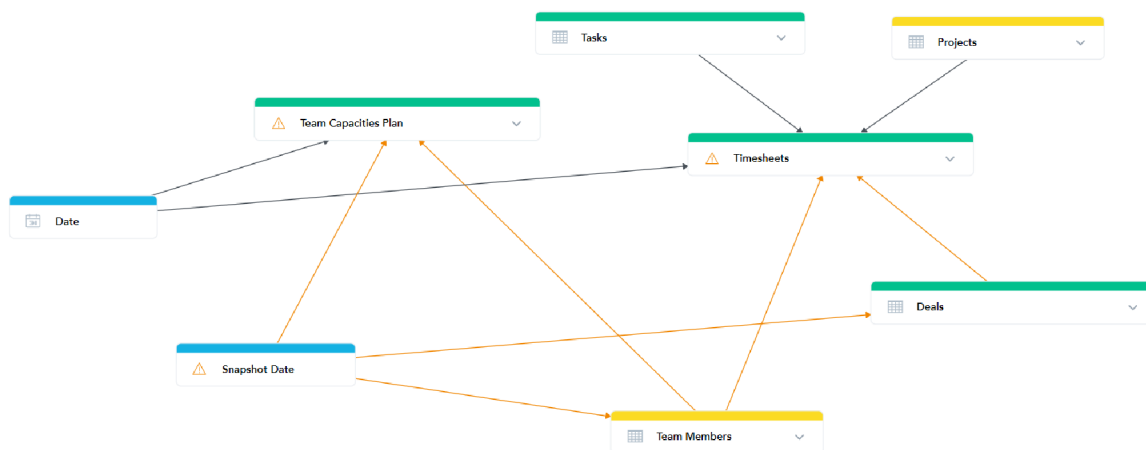 Tasks
Projects
Team Capacities Plan
Timesheets
Date
Deals
Snapshot Date
Team Members